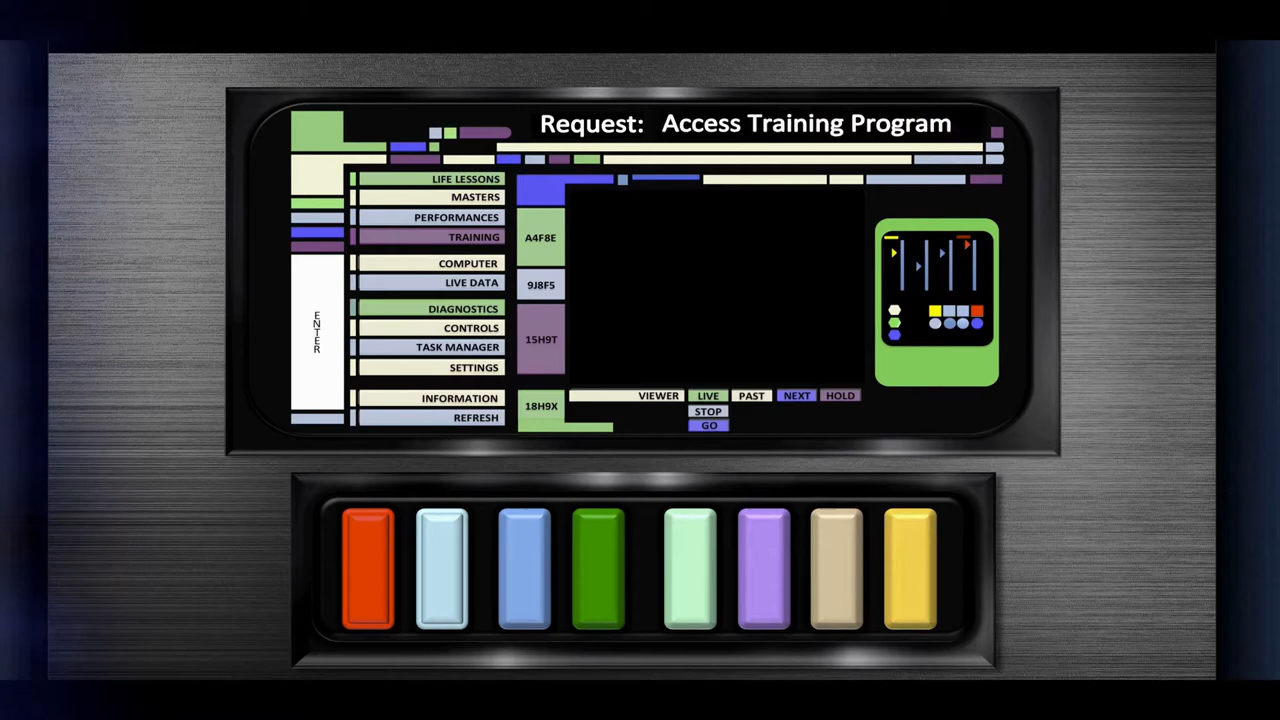 Request: Access Training Program
LIFE LESSONS
MASTERS
PERFORMANCES
TRAINING
COMPUTER
LIVE DATA
DIAGNOSTICS
CONTROLS
TASK MANAGER
SETTINGS
INFORMATION
REFRESH
ENTER
A4F8E
9J8F5
15H9T
18H9X
VIEWER LIVE PAST NEXT HOLD
STOP
GO